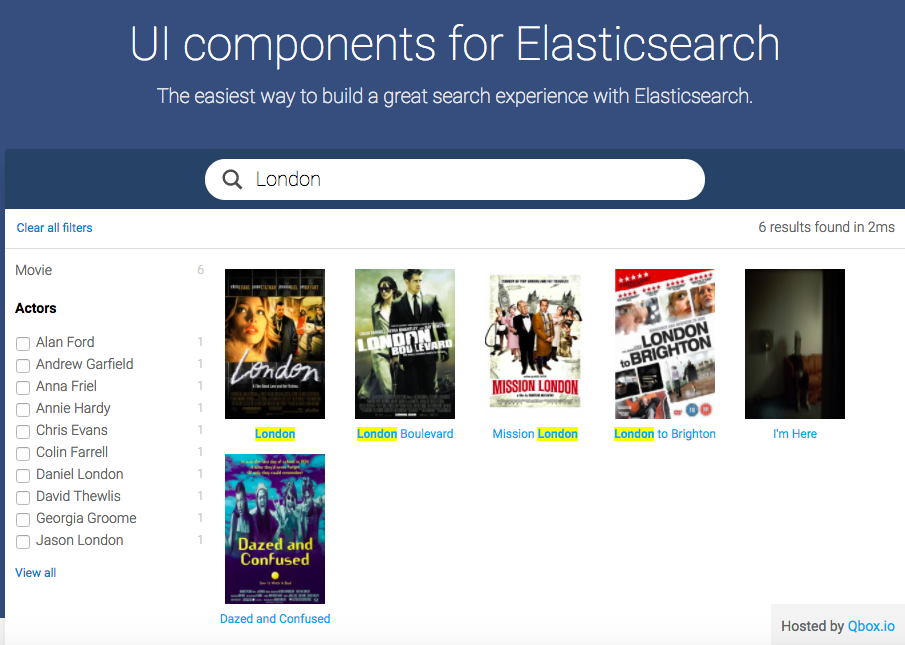 UI components for Elasticsearch
The easiest way to build a great search experience with Elasticsearch.
London
Clear all filters
6 results found in 2ms
Movie 6
Actors
Alan Ford 1
Andrew Garfield 1
Anna Friel 1
Annie Hardy 1
Chris Evans 1
Colin Farrell 1
Daniel London 1
David Thewlis 1
Georgia Groome 1
Jason London 1
View all
London
LONDON
BOULEVARD
MISSION LONDON
LONDON
to BRIGHTON
London
London Boulevard
Mission London
London to Brighton
I'm Here
Dazed and
Confused
Dazed and Confused
Hosted by Qbox.io